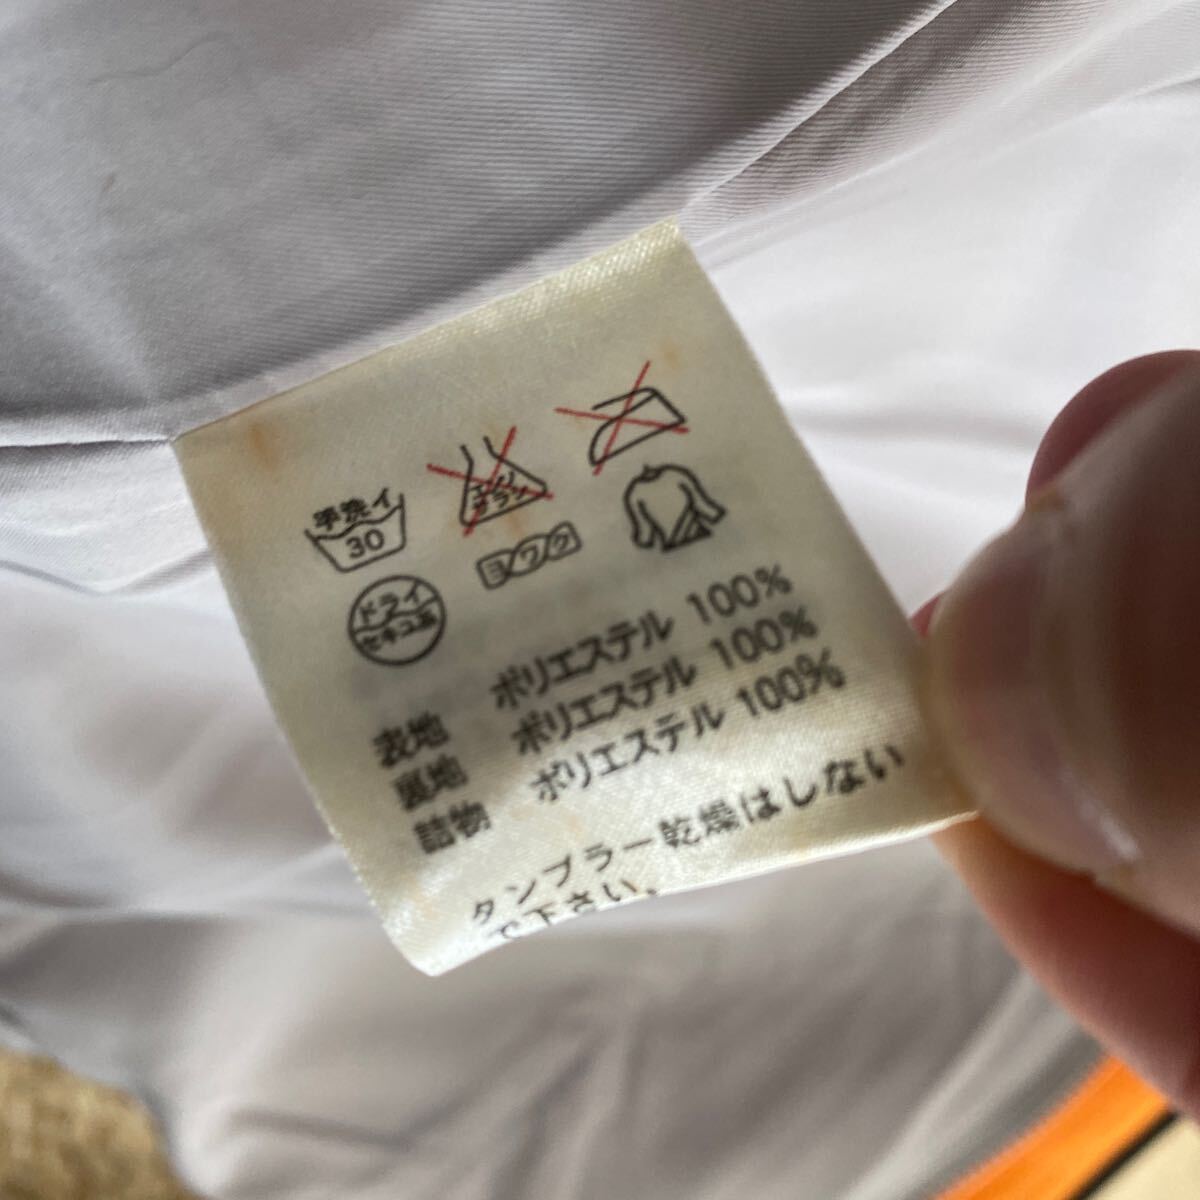 手洗イ
30
エンソ
サラシ
ヨワク
ドライ
セキユ系
表地 ポリエステル 100%
裏地 ポリエステル 100%
詰物 ポリエステル 100%
タンブラー乾燥はしない
で下さい。